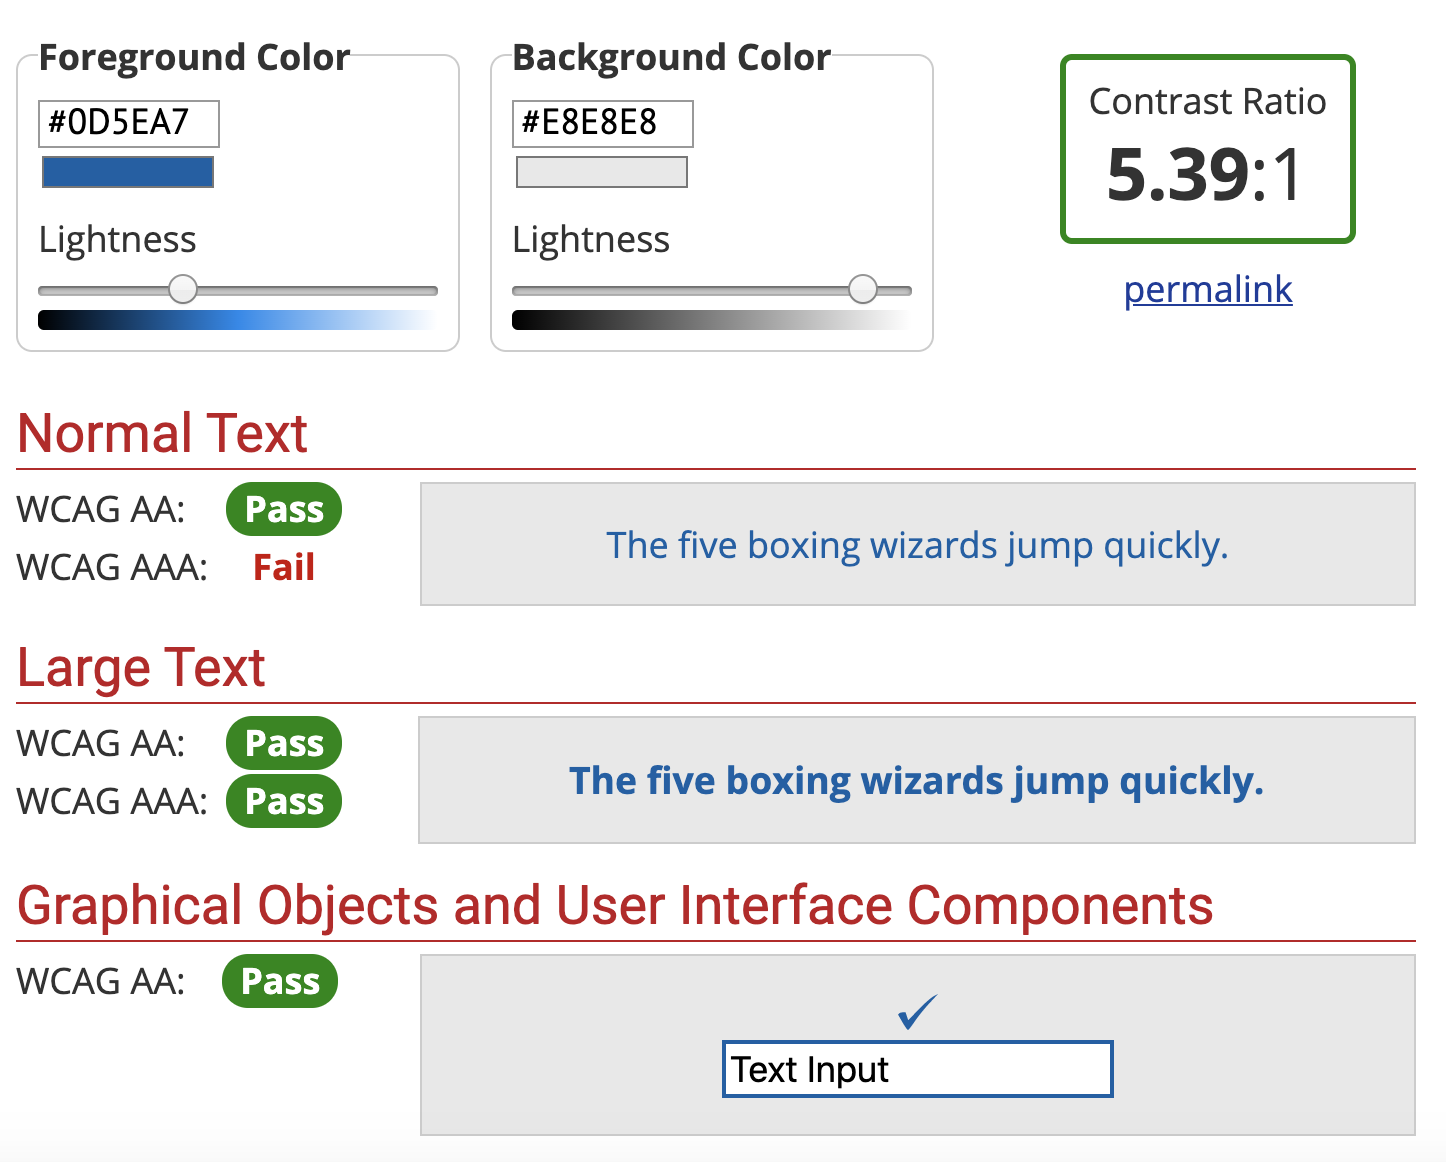 Foreground Color
#0D5EA7
Lightness
Background Color
#E8E8E8
Lightness
Contrast Ratio
5.39:1
permalink
Normal Text
WCAG AA: Pass
WCAG AAA: Fail
The five boxing wizards jump quickly.
Large Text
WCAG AA: Pass
WCAG AAA: Pass
The five boxing wizards jump quickly.
Graphical Objects and User Interface Components
WCAG AA: Pass
✓
Text Input